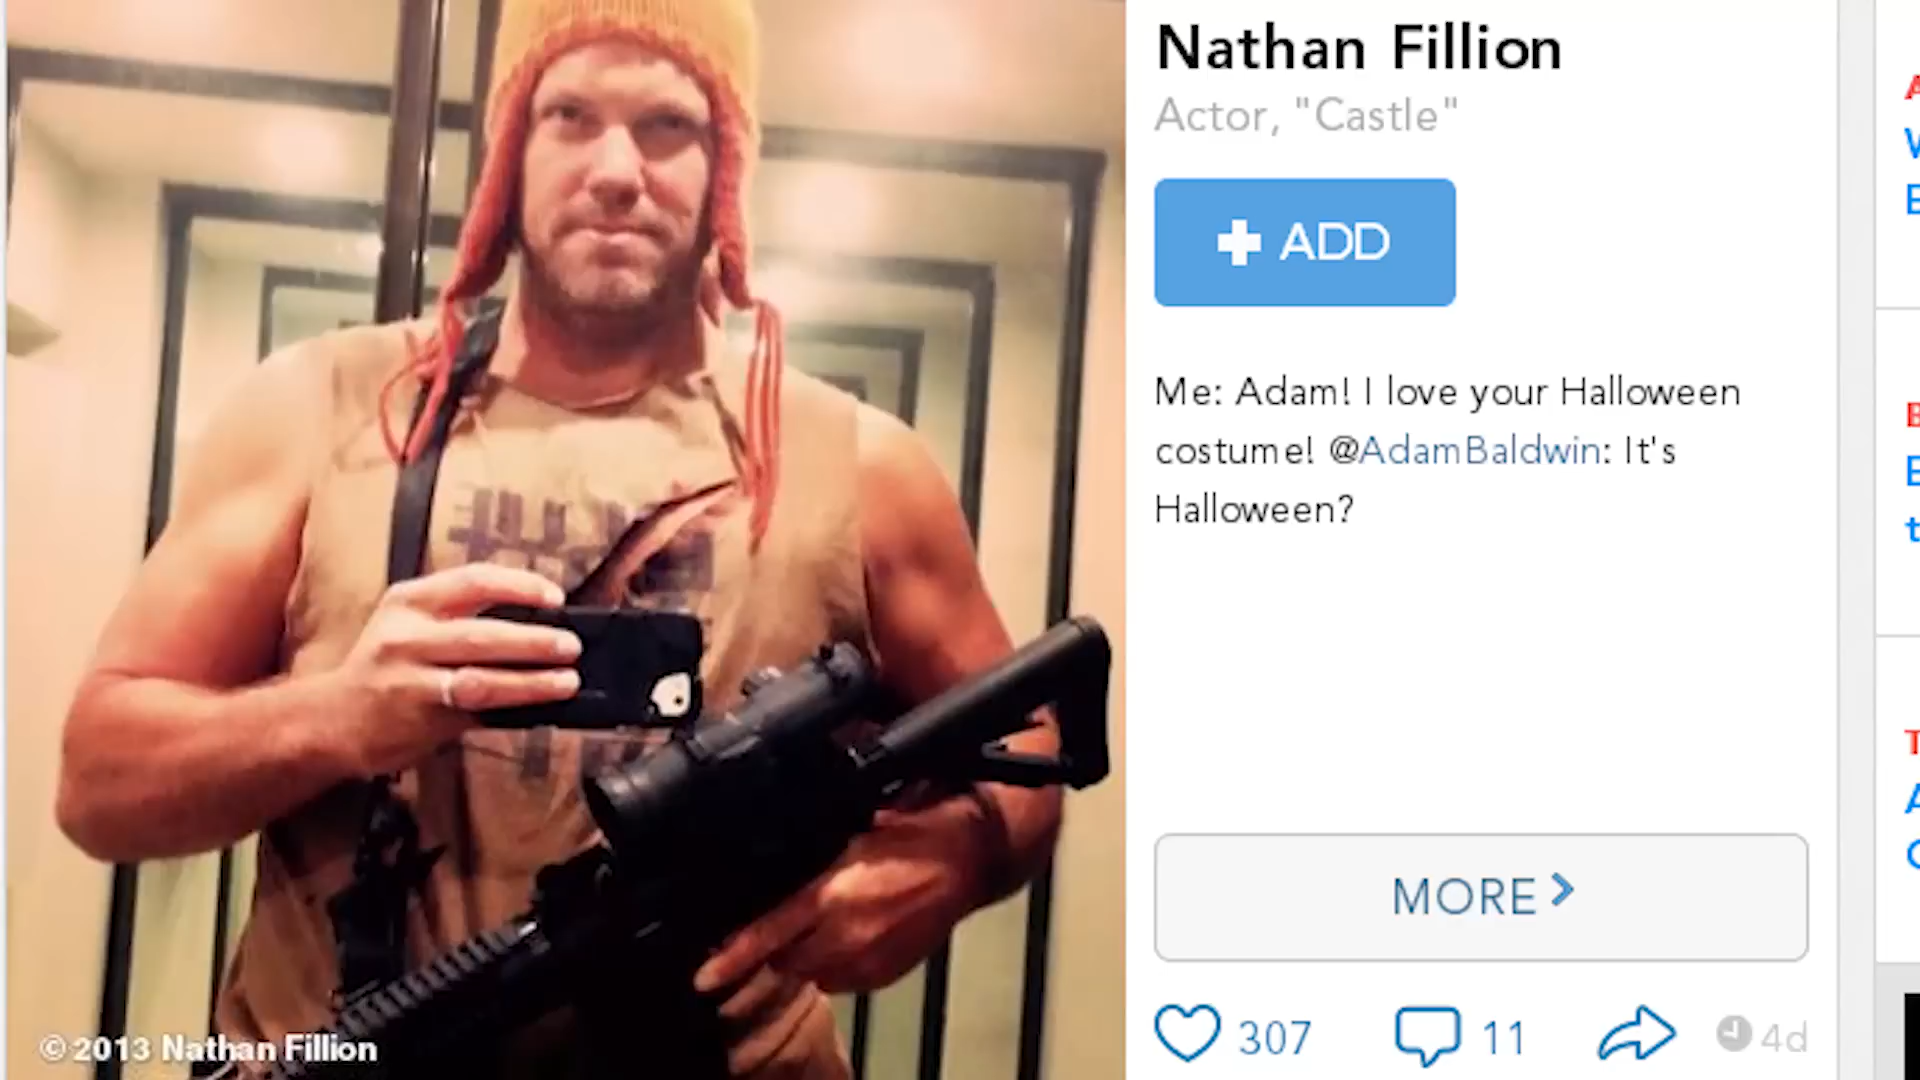 Nathan Fillion
Actor, "Castle"
ADD
Me: Adam! I love your Halloween
costume! @AdamBaldwin: It's
Halloween?
MORE
307
11
4d
©2013 Nathan Fillion